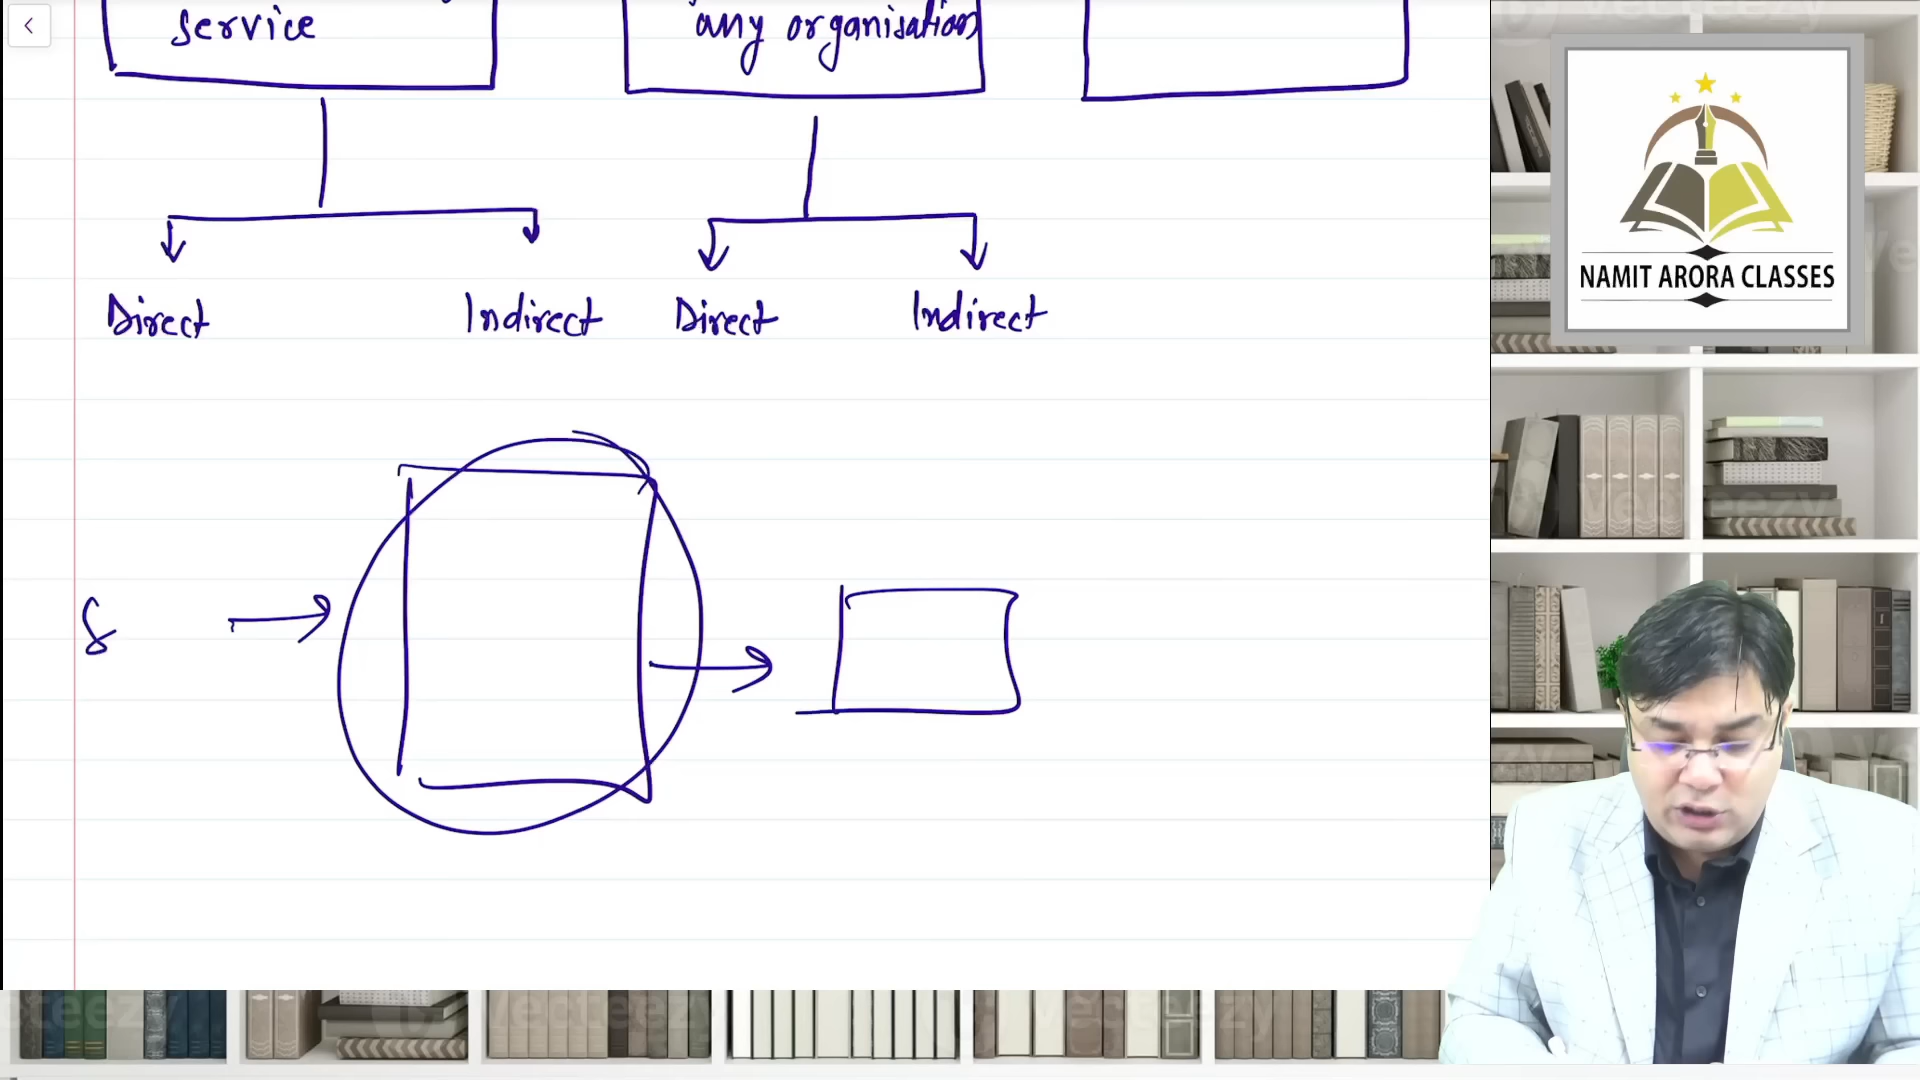 service
any organisation
Direct
Indirect
Direct
Indirect
NAMIT ARORA CLASSES